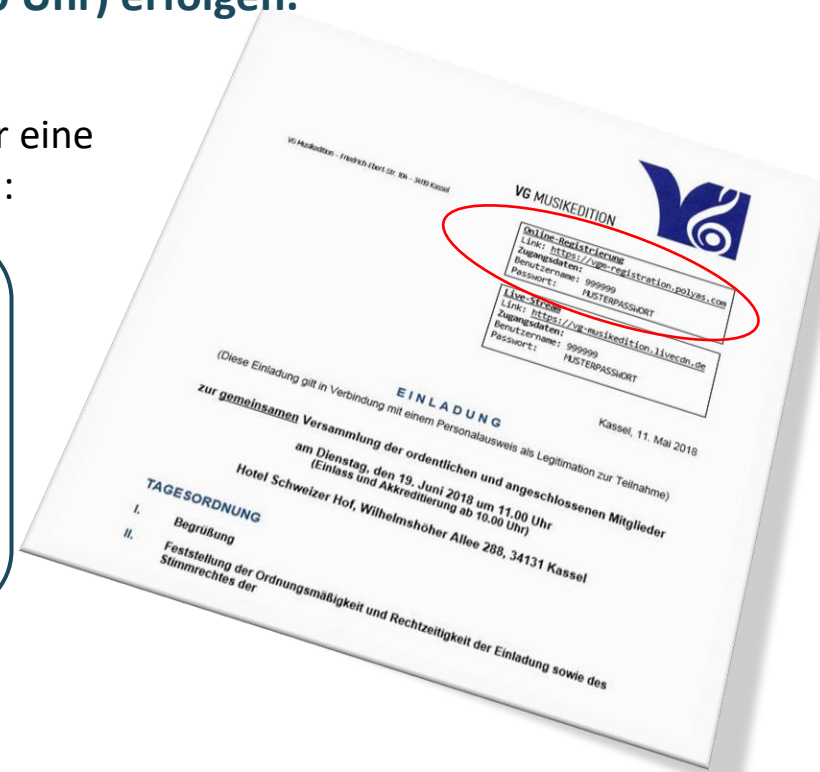 Uhr) erfolgen.
r eine
:
VG Musikedition – Friedrich-Ebert-Str. 104 – 34119 Kassel
VG MUSIKEDITION
Online-Registrierung
Link: https://vgm-registration.polyas.com
Zugangsdaten:
Benutzername: 999999
Passwort: MUSTERPASSWORT
Live-Stream
Link: https://vg-musikedition.livecdn.de
Zugangsdaten:
Benutzername: 999999
Passwort: MUSTERPASSWORT
Kassel, 11. Mai 2018
EINLADUNG
(Diese Einladung gilt in Verbindung mit einem Personalausweis als Legitimation zur Teilnahme)
zur gemeinsamen Versammlung der ordentlichen und angeschlossenen Mitglieder
am Dienstag, den 19. Juni 2018 um 11.00 Uhr
(Einlass und Akkreditierung ab 10.00 Uhr)
Hotel Schweizer Hof, Wilhelmshöher Allee 288, 34131 Kassel
TAGESORDNUNG
I. Begrüßung
II. Feststellung der Ordnungsmäßigkeit und Rechtzeitigkeit der Einladung sowie des
Stimmrechtes der